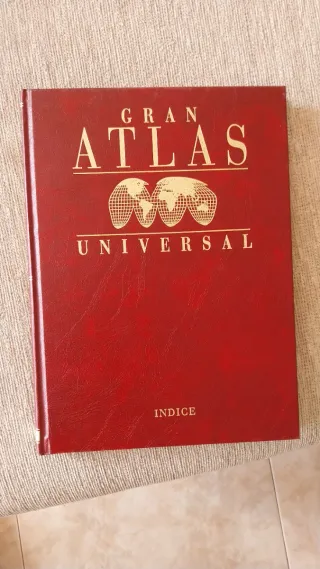 GRAN
ATLAS
UNIVERSAL
INDICE